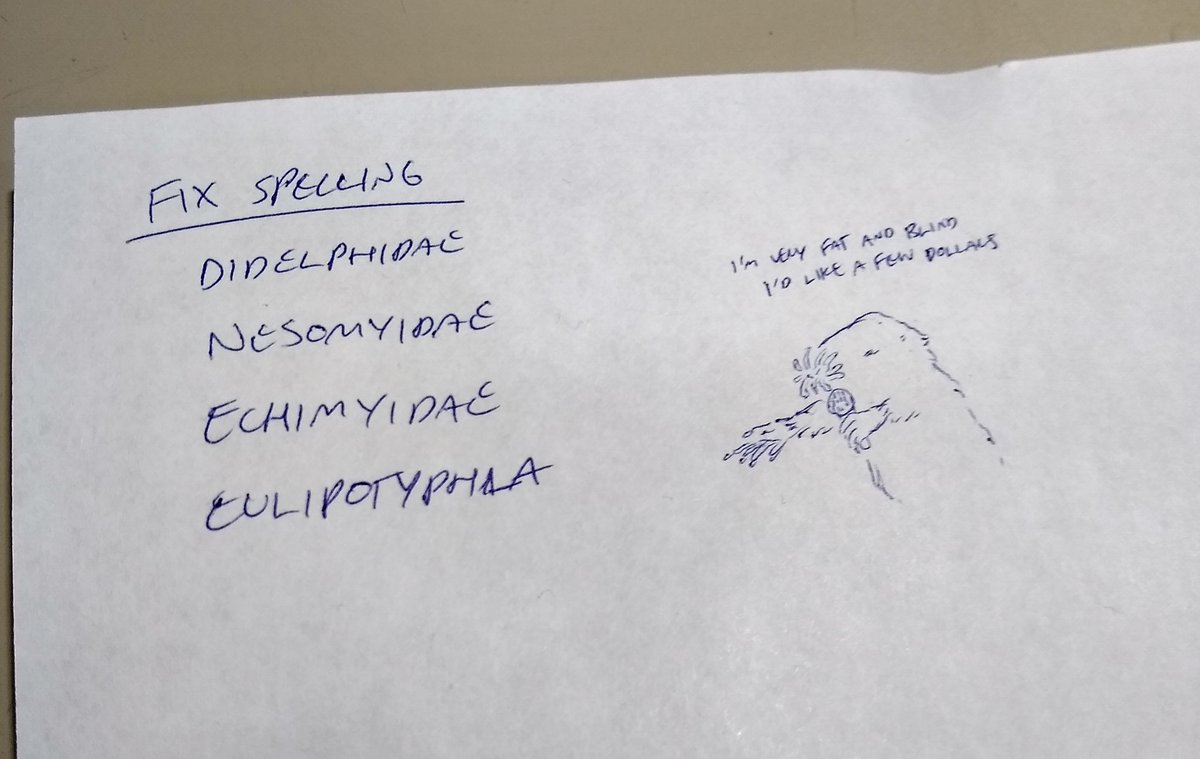 FIX SPELLING
DIDELPHIDAE
NESOMYIDAE
ECHIMYIDAE
EULIPOTYPHLA
I'M VERY FAT AND BLIND
I'D LIKE A FEW DOLLARS